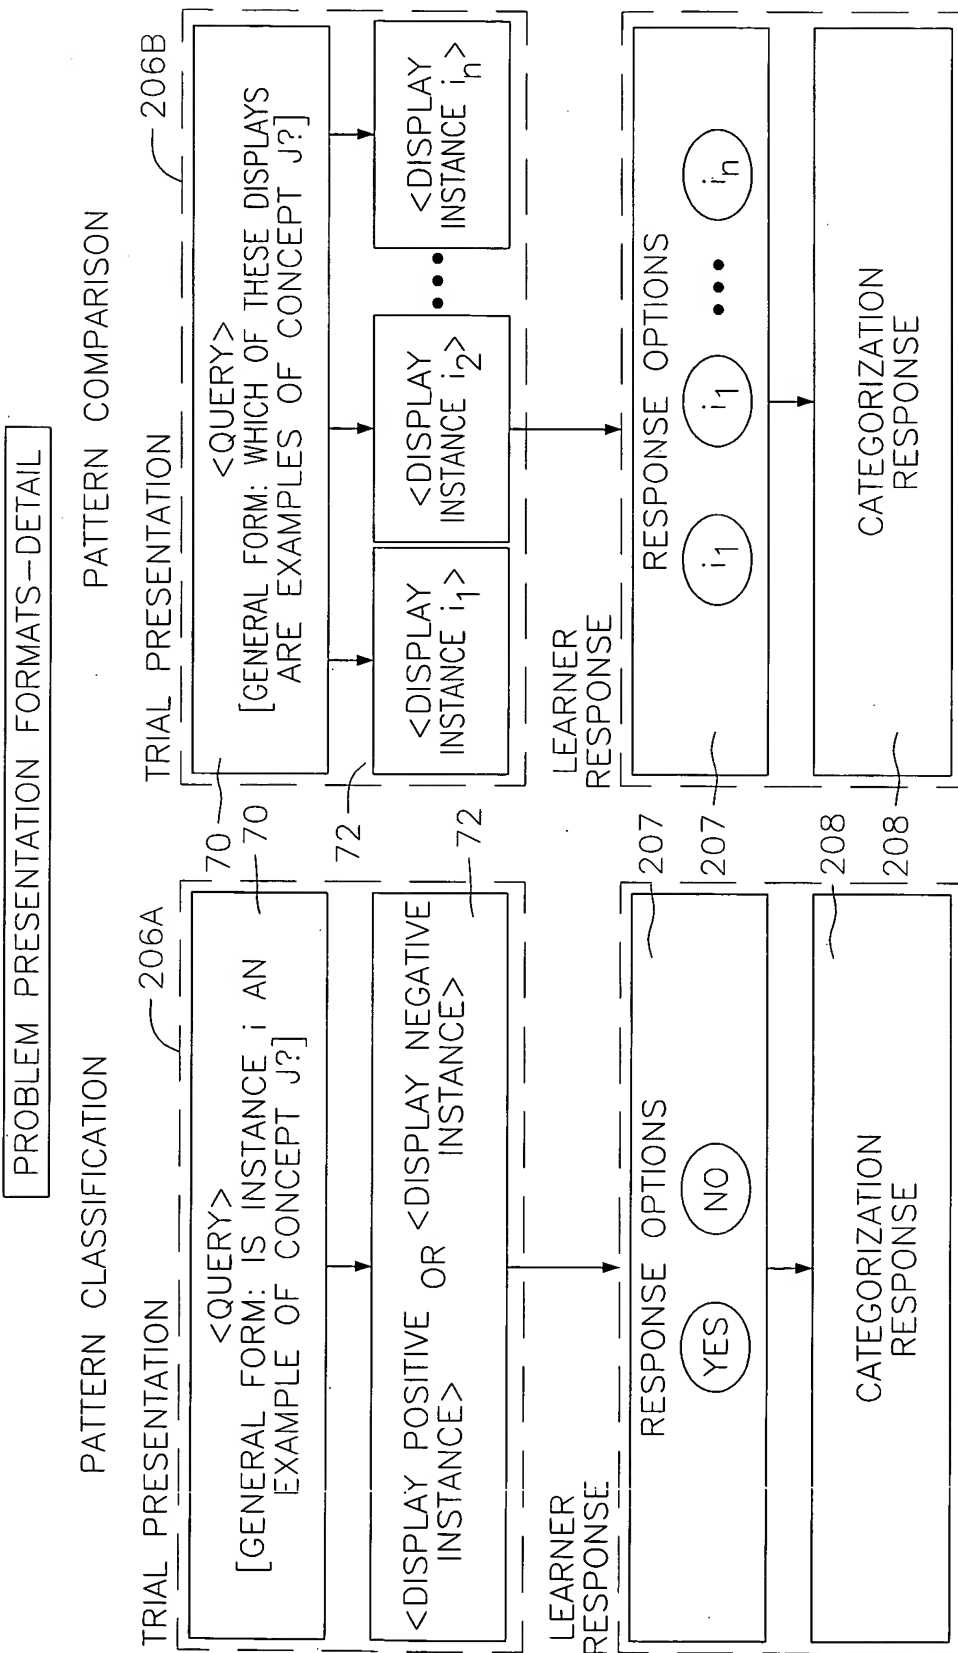 PROBLEM PRESENTATION FORMATS–DETAIL
PATTERN CLASSIFICATION
TRIAL PRESENTATION
206A
<QUERY>
[GENERAL FORM: IS INSTANCE i AN
EXAMPLE OF CONCEPT J?]
70
<DISPLAY POSITIVE OR <DISPLAY NEGATIVE
INSTANCE> INSTANCE>
72
LEARNER
RESPONSE
RESPONSE OPTIONS
YES NO
207
CATEGORIZATION
RESPONSE
208
PATTERN COMPARISON
TRIAL PRESENTATION
206B
<QUERY>
[GENERAL FORM: WHICH OF THESE DISPLAYS
ARE EXAMPLES OF CONCEPT J?]
70
<DISPLAY
INSTANCE i1>
<DISPLAY
INSTANCE i2>
•••
<DISPLAY
INSTANCE in>
72
LEARNER
RESPONSE
RESPONSE OPTIONS
i1 i1 ••• in
207
CATEGORIZATION
RESPONSE
208